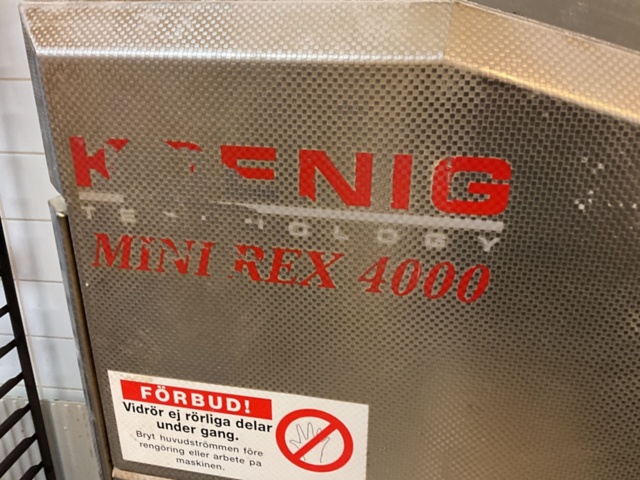 KOENIG
TECHNOLOGY
MINI REX 4000
FÖRBUD!
Vidrör ej rörliga delar
under gang.
Bryt huvudströmmen före
rengöring eller arbete pa
maskinen.